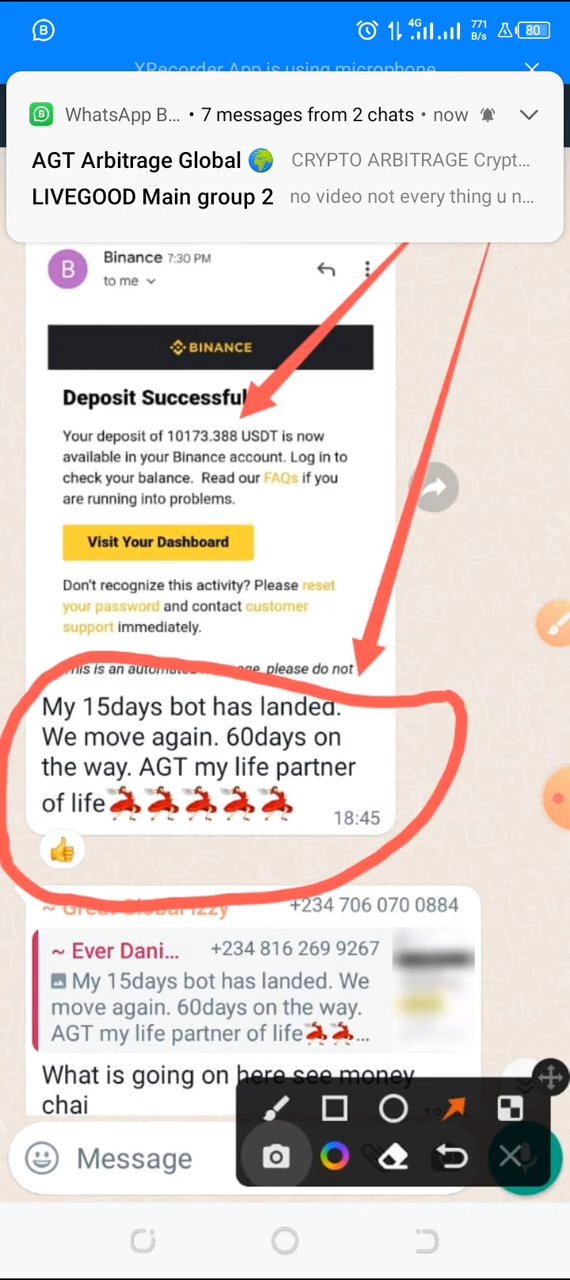 4G 771 B/s 80
XRecorder App is using microphone
WhatsApp B... • 7 messages from 2 chats • now
AGT Arbitrage Global 🌍 CRYPTO ARBITRAGE Crypt...
LIVEGOOD Main group 2 no video not every thing u n...
B
Binance 7:30 PM
to me
BINANCE
Deposit Successful
Your deposit of 10173.388 USDT is now
available in your Binance account. Log in to
check your balance. Read our FAQs if you
are running into problems.
Visit Your Dashboard
Don't recognize this activity? Please reset
your password and contact customer
support immediately.
This is an please do not
My 15days bot has landed.
We move again. 60days on
the way. AGT my life partner
of life💃💃💃💃💃
18:45
👍
~ Great Global Izzy +234 706 070 0884
~ Ever Dani... +234 816 269 9267
My 15days bot has landed. We
move again. 60days on the way.
AGT my life partner of life💃💃...
What is going on here see money
chai
Message